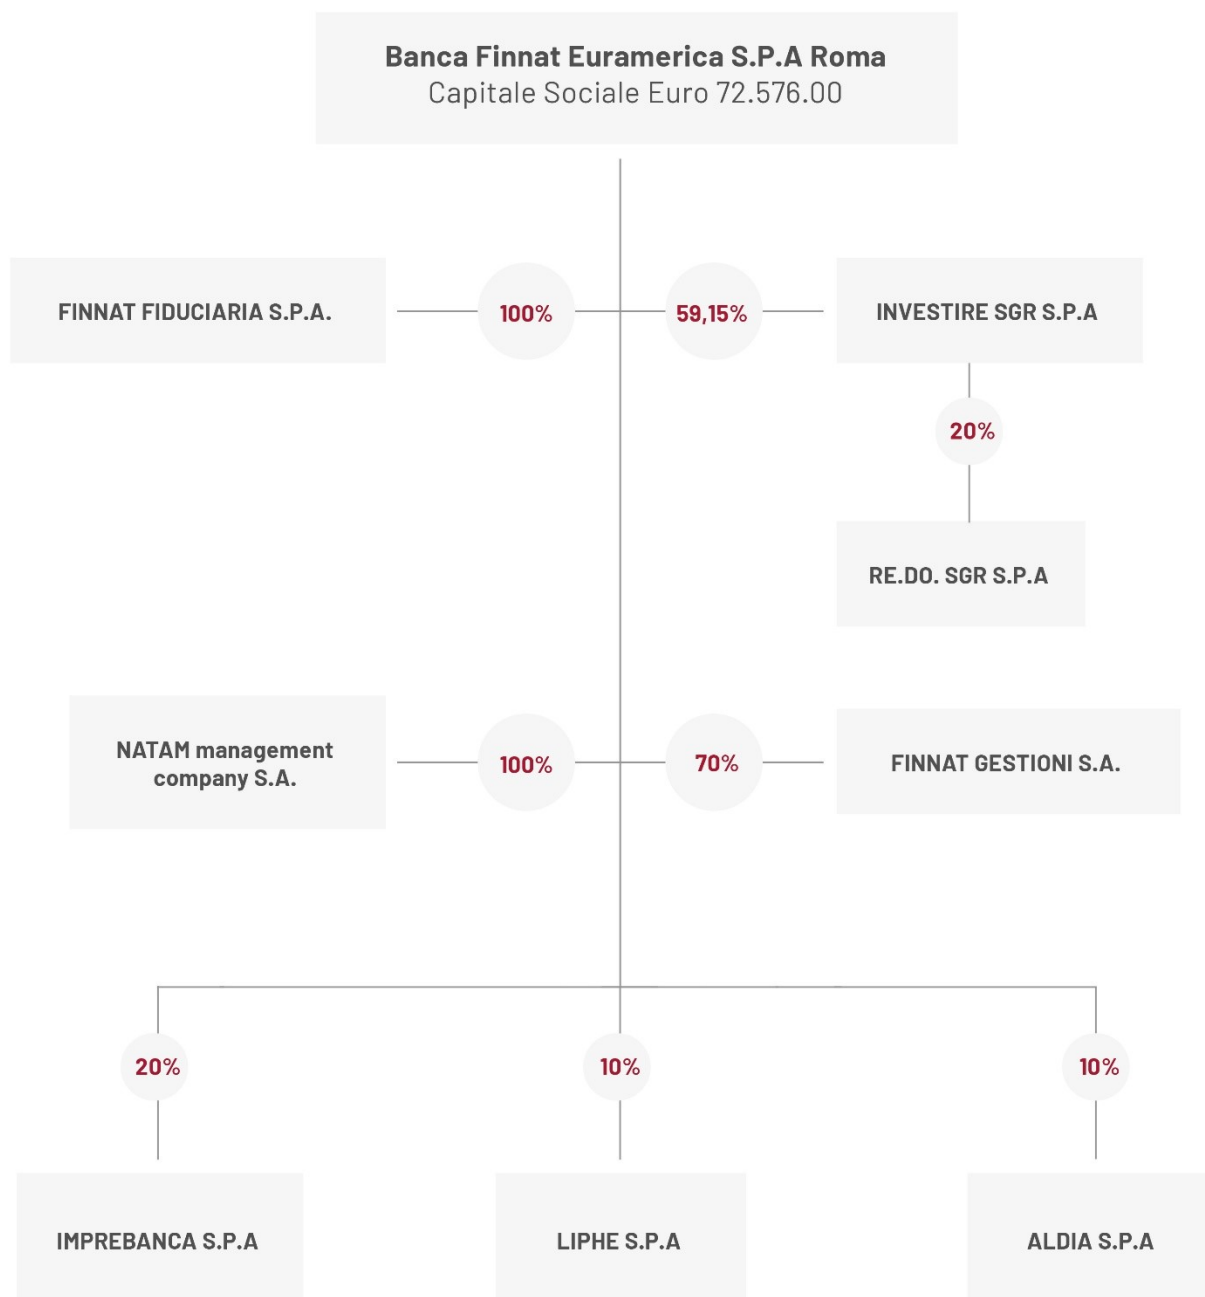 Banca Finnat Euramerica S.P.A Roma
Capitale Sociale Euro 72.576.00
FINNAT FIDUCIARIA S.P.A.
100%
59,15%
INVESTIRE SGR S.P.A
20%
RE.DO. SGR S.P.A
NATAM management
company S.A.
100%
70%
FINNAT GESTIONI S.A.
20%
10%
10%
IMPREBANCA S.P.A
LIPHE S.P.A
ALDIA S.P.A